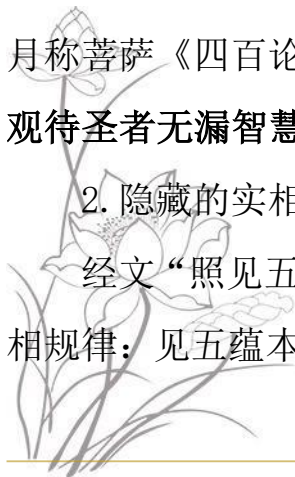 月称菩萨《四百论
观待圣者无漏智慧
2.隐藏的实相
经文“照见五
相规律：见五蕴本